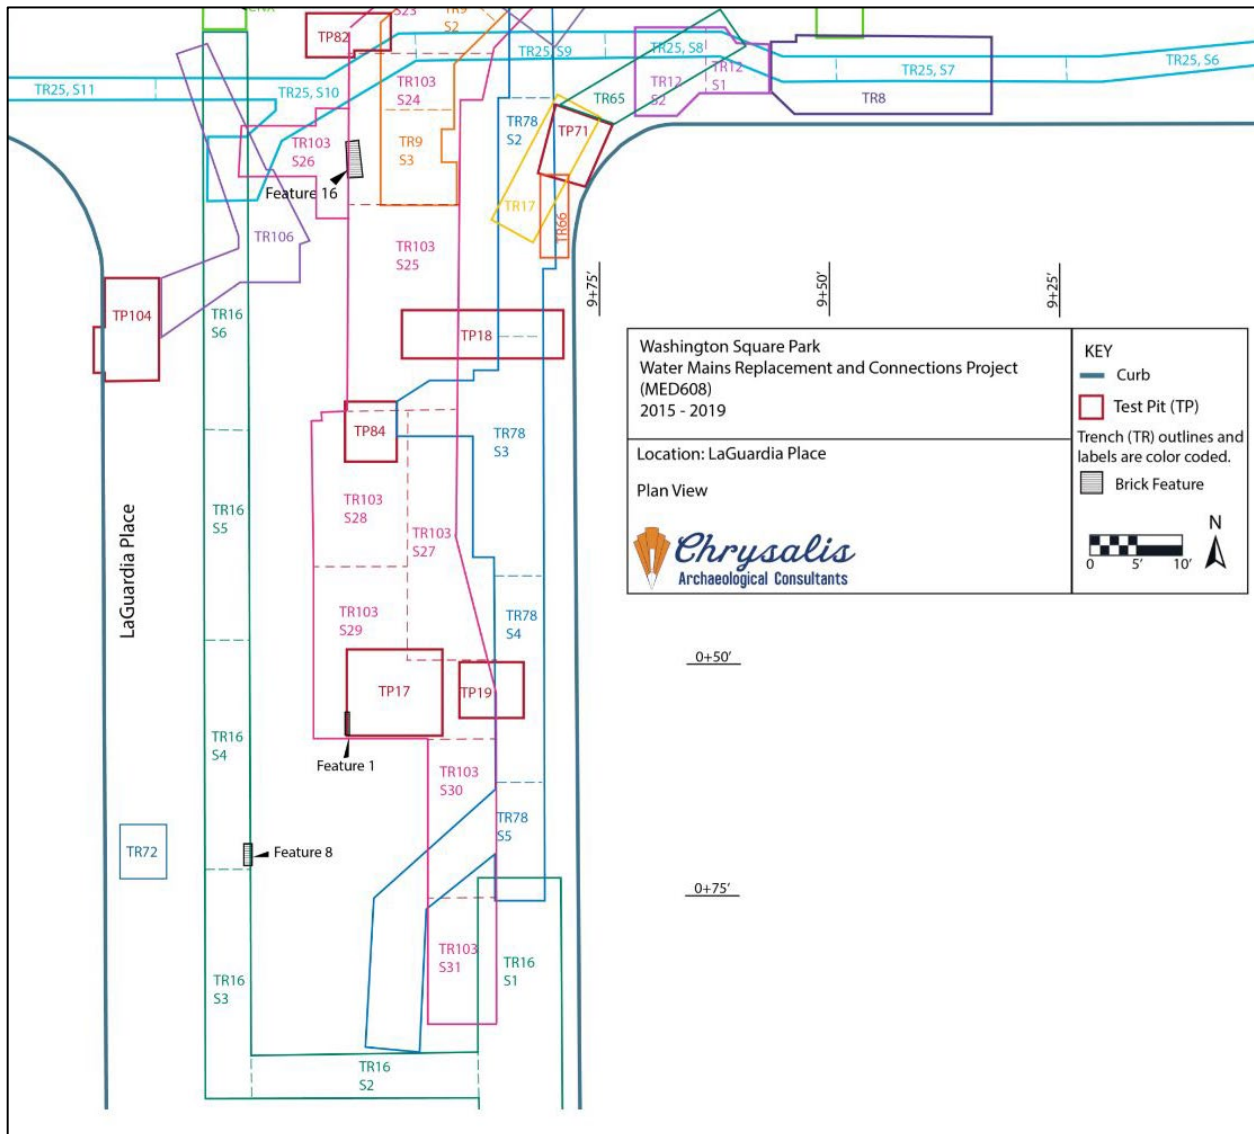 CNX
S23
TR9
S2
TP82
TR25, S9
TR25, S8
TR25, S7
TR25, S6
TR25, S11
TR25, S10
TR103
S24
TR12
S2
TR12
S1
TR65
TR8
TR78
S2
TP71
TR103
S26
TR9
S3
Feature 16
TR17
TR66
TR106
TR103
S25
9+75'
9+50'
9+25'
TP104
TR16
S6
TP18
Washington Square Park
Water Mains Replacement and Connections Project
(MED608)
2015 - 2019
Location: LaGuardia Place
Plan View
Chrysalis
Archaeological Consultants
KEY
Curb
Test Pit (TP)
Trench (TR) outlines and
labels are color coded.
Brick Feature
N
0 5' 10'
TP84
TR78
S3
LaGuardia Place
TR16
S5
TR103
S28
TR103
S27
TR103
S29
TR78
S4
0+50'
TP17
TP19
TR16
S4
Feature 1
TR103
S30
TR78
S5
TR72
Feature 8
0+75'
TR16
S3
TR103
S31
TR16
S1
TR16
S2